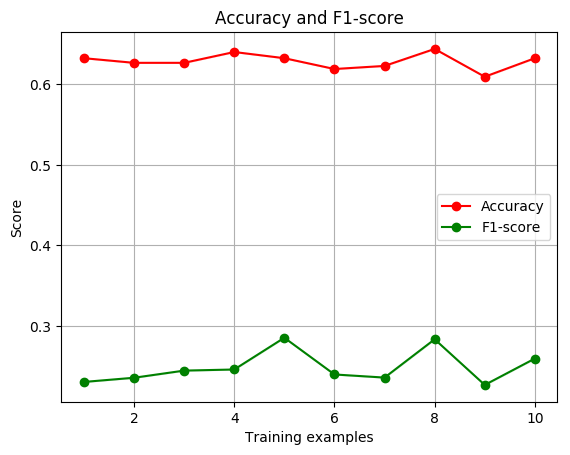 Accuracy and F1-score
Score
0.6
0.5
0.4
0.3
Accuracy
F1-score
2
4
6
8
10
Training examples